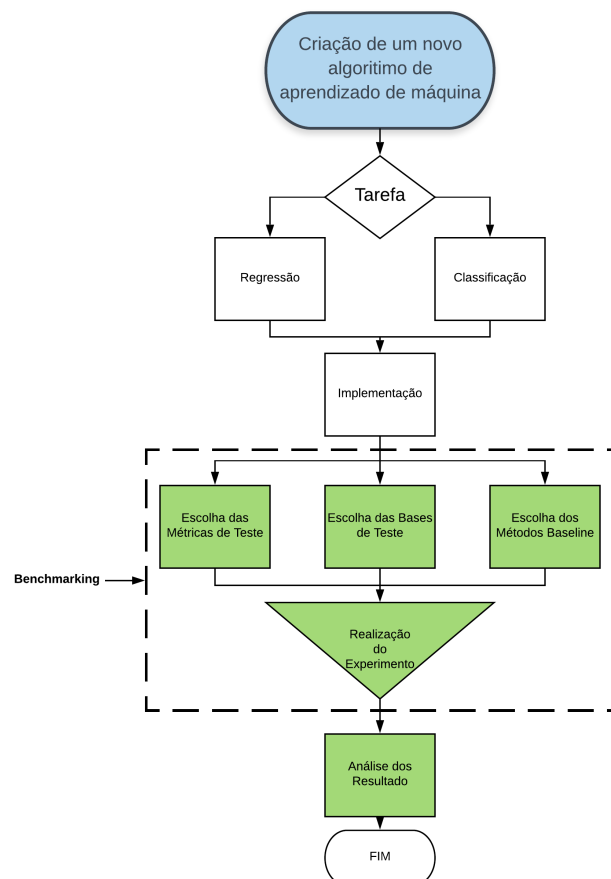 Criação de um novo
algoritimo de
aprendizado de máquina
Tarefa
Regressão
Classificação
Implementação
Escolha das
Métricas de Teste
Escolha das Bases
de Teste
Escolha dos
Métodos Baseline
Benchmarking
Realização
do
Experimento
Análise dos
Resultado
FIM